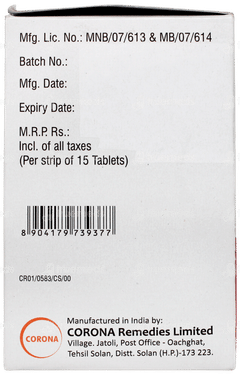 Mfg. Lic. No.: MNB/07/613 & MB/07/614
Batch No.:
Mfg. Date:
Expiry Date:
M.R.P. Rs.:
Incl. of all taxes
(Per strip of 15 Tablets)
8 904179 739377
CR01/0583/CS/00
CORONA
Manufactured in India by:
CORONA Remedies Limited
Village. Jatoli, Post Office - Oachghat,
Tehsil Solan, Distt. Solan (H.P.)-173 223.